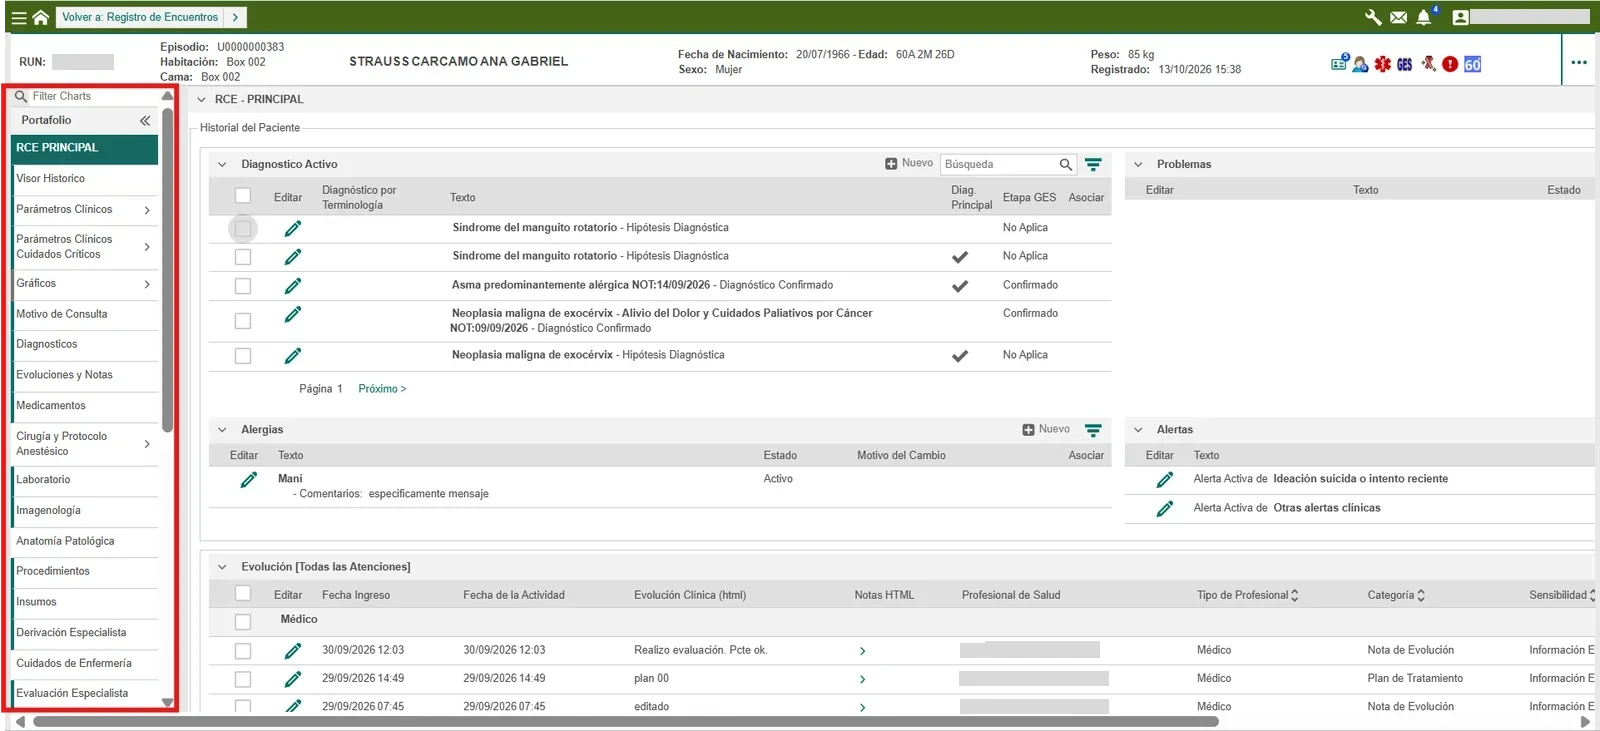 Volver a: Registro de Encuentros
4
RUN:
Episodio: U0000000383
Habitación: Box 002
Cama: Box 002
STRAUSS CARCAMO ANA GABRIEL
Fecha de Nacimiento: 20/07/1966 - Edad: 60A 2M 26D
Sexo: Mujer
Peso: 85 kg
Registrado: 13/10/2026 15:38
5
GES
60
Filter Charts
Portafolio
RCE PRINCIPAL
Visor Historico
Parámetros Clínicos
Parámetros Clínicos
Cuidados Críticos
Gráficos
Motivo de Consulta
Diagnosticos
Evoluciones y Notas
Medicamentos
Cirugía y Protocolo
Anestésico
Laboratorio
Imagenología
Anatomía Patológica
Procedimientos
Insumos
Derivación Especialista
Cuidados de Enfermería
Evaluación Especialista
RCE - PRINCIPAL
Historial del Paciente
Diagnostico Activo
Nuevo
Búsqueda
Editar
Diagnóstico por
Terminología
Texto
Diag.
Principal
Etapa GES
Asociar
Síndrome del manguito rotatorio - Hipótesis Diagnóstica
No Aplica
Síndrome del manguito rotatorio - Hipótesis Diagnóstica
No Aplica
Asma predominantemente alérgica NOT:14/09/2026 - Diagnóstico Confirmado
Confirmado
Neoplasia maligna de exocérvix - Alivio del Dolor y Cuidados Paliativos por Cáncer
NOT:09/09/2026 - Diagnóstico Confirmado
Confirmado
Neoplasia maligna de exocérvix - Hipótesis Diagnóstica
No Aplica
Página 1 Próximo >
Problemas
Editar Texto Estado
Alergias
Nuevo
Editar Texto Estado Motivo del Cambio Asociar
Maní
Activo
- Comentarios: especificamente mensaje
Alertas
Editar Texto
Alerta Activa de Ideación suicida o intento reciente
Alerta Activa de Otras alertas clínicas
Evolución [Todas las Atenciones]
Editar Fecha Ingreso Fecha de la Actividad Evolución Clínica (html) Notas HTML Profesional de Salud Tipo de Profesional Categoría Sensibilidad
Médico
30/09/2026 12:03 30/09/2026 12:03 Realizo evaluación. Pcte ok. Médico Nota de Evolución Información E
29/09/2026 14:49 29/09/2026 14:49 plan 00 Médico Plan de Tratamiento Información E
29/09/2026 07:45 29/09/2026 07:45 editado Médico Nota de Evolución Información E